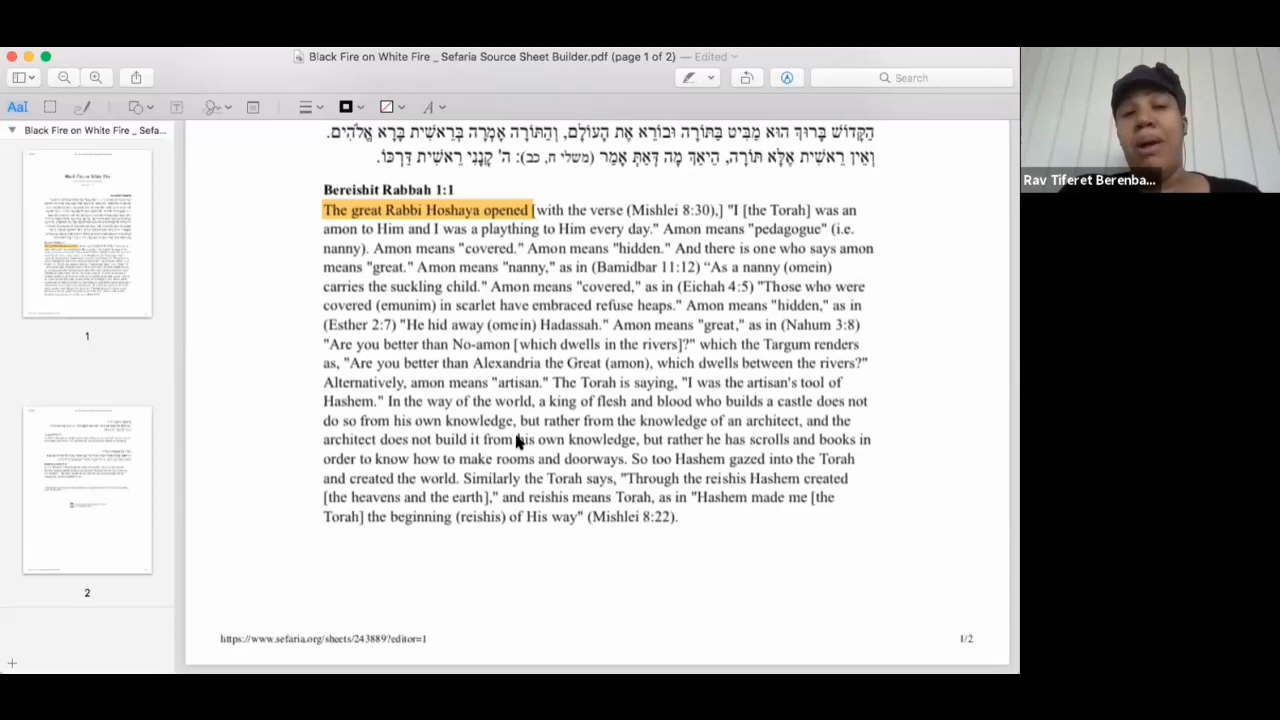 Black Fire on White Fire _ Sefaria Source Sheet Builder.pdf (page 1 of 2) — Edited
Search
AaI
A
Black Fire on White Fire _ Sefa...
1
2
הַקָּדוֹשׁ בָּרוּךְ הוּא מַבִּיט בַּתּוֹרָה וּבוֹרֵא אֶת הָעוֹלָם, וְהַתּוֹרָה אָמְרָה בְּרֵאשִׁית בָּרָא אֱלֹהִים.
וְאֵין רֵאשִׁית אֶלָּא תּוֹרָה, הֵיאַךְ מָה דְּאַתְּ אָמַר (משלי ח, כב): ה' קָנָנִי רֵאשִׁית דַּרְכּוֹ.
Bereishit Rabbah 1:1
The great Rabbi Hoshaya opened [with the verse (Mishlei 8:30),] "I [the Torah] was an
amon to Him and I was a plaything to Him every day." Amon means "pedagogue" (i.e.
nanny). Amon means "covered." Amon means "hidden." And there is one who says amon
means "great." Amon means "nanny," as in (Bamidbar 11:12) “As a nanny (omein)
carries the suckling child." Amon means "covered," as in (Eichah 4:5) "Those who were
covered (emunim) in scarlet have embraced refuse heaps." Amon means "hidden," as in
(Esther 2:7) "He hid away (omein) Hadassah." Amon means "great," as in (Nahum 3:8)
"Are you better than No-amon [which dwells in the rivers]?" which the Targum renders
as, "Are you better than Alexandria the Great (amon), which dwells between the rivers?"
Alternatively, amon means "artisan." The Torah is saying, "I was the artisan's tool of
Hashem." In the way of the world, a king of flesh and blood who builds a castle does not
do so from his own knowledge, but rather from the knowledge of an architect, and the
architect does not build it from his own knowledge, but rather he has scrolls and books in
order to know how to make rooms and doorways. So too Hashem gazed into the Torah
and created the world. Similarly the Torah says, "Through the reishis Hashem created
[the heavens and the earth]," and reishis means Torah, as in "Hashem made me [the
Torah] the beginning (reishis) of His way" (Mishlei 8:22).
https://www.sefaria.org/sheets/243889?editor=1
1/2
Rav Tiferet Berenba...